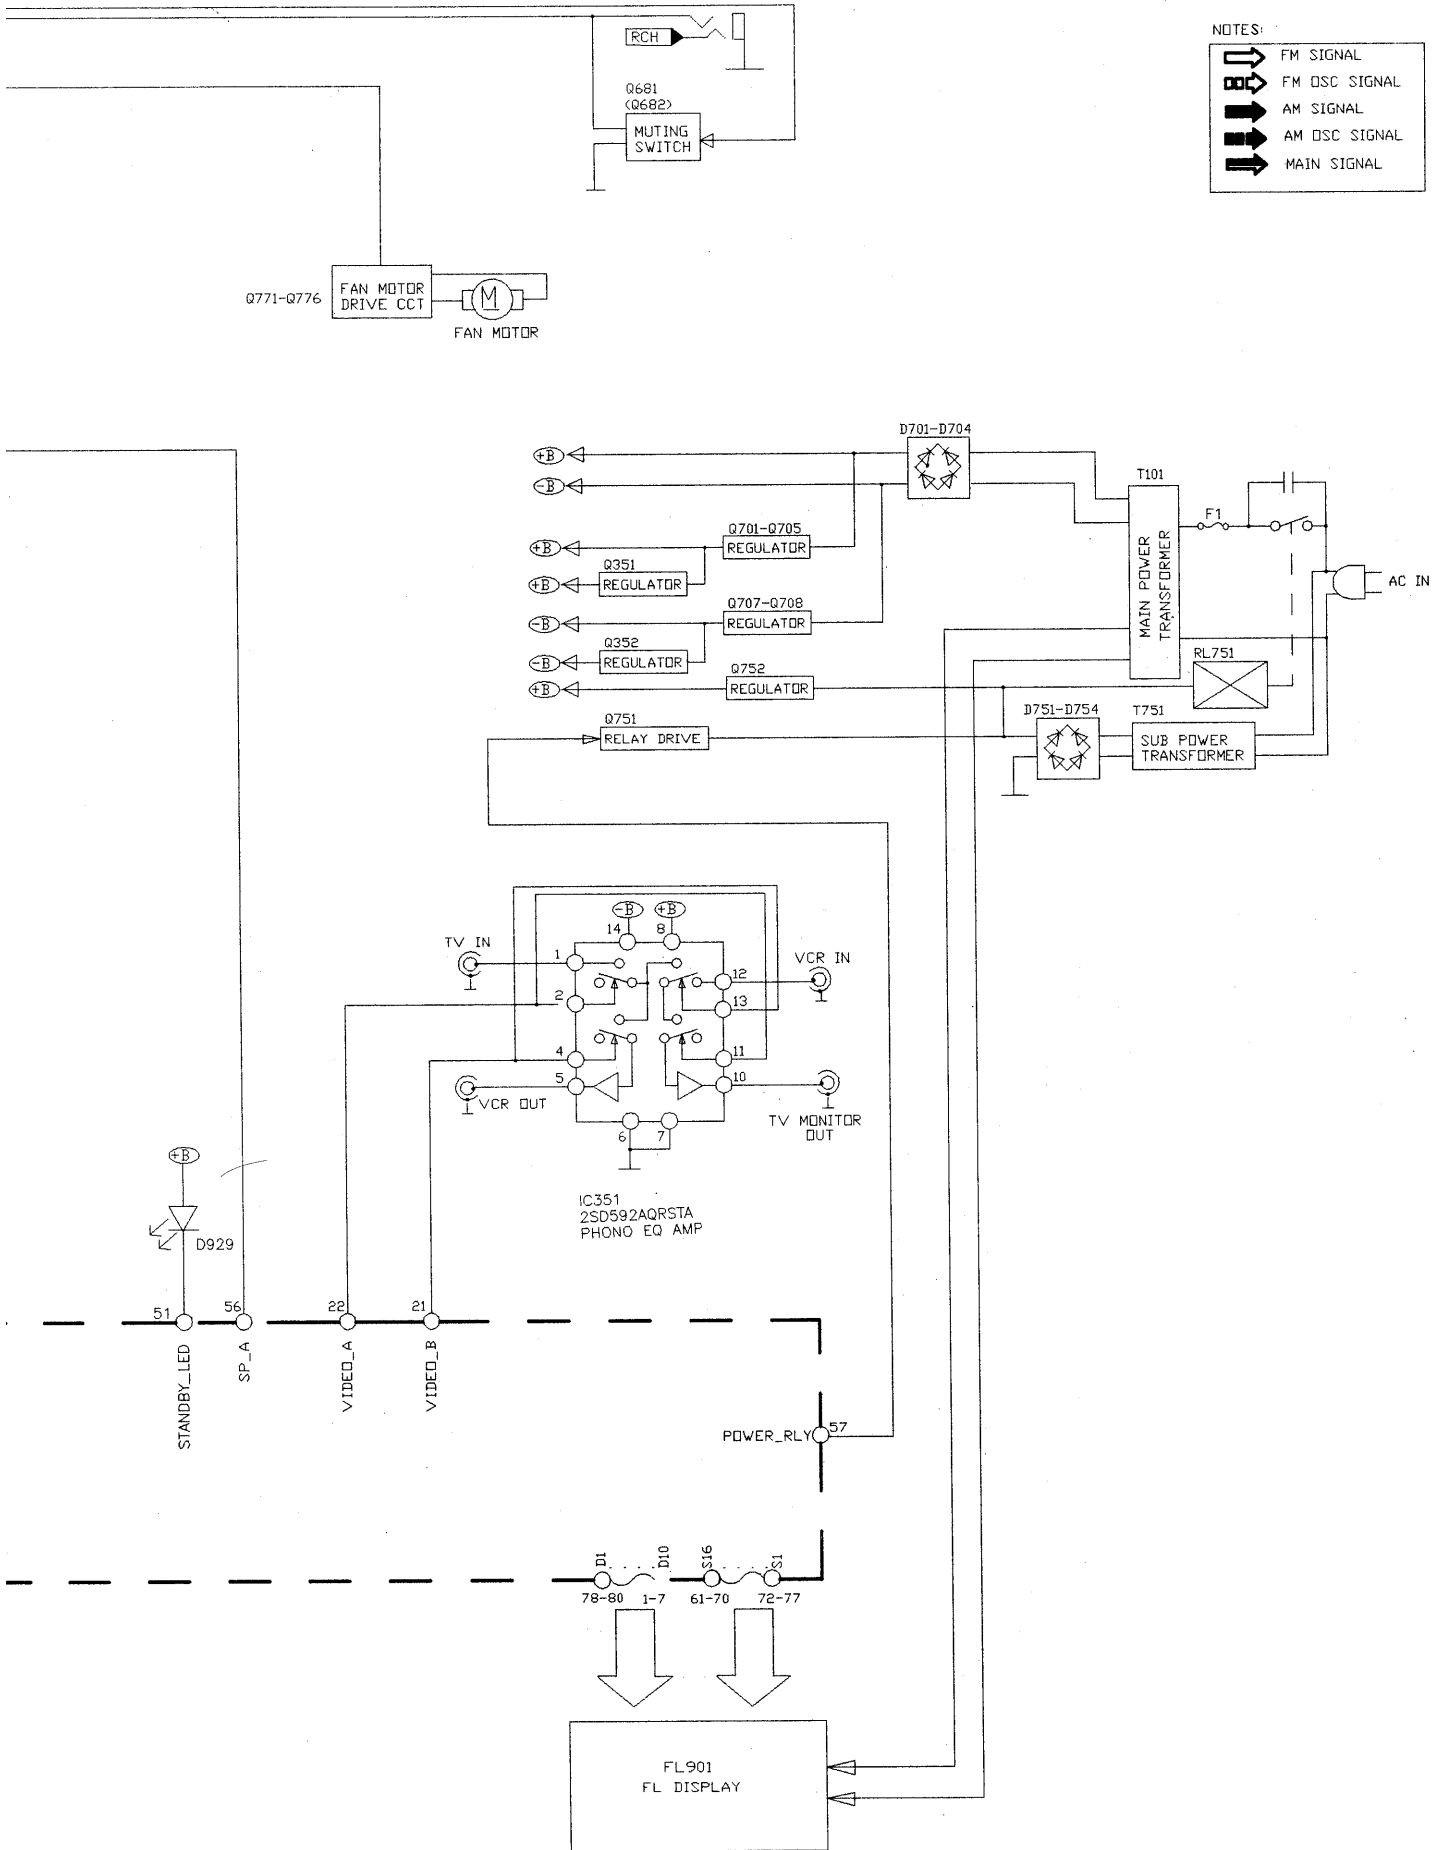 RCH
NOTES:
FM SIGNAL
FM OSC SIGNAL
AM SIGNAL
AM OSC SIGNAL
MAIN SIGNAL
Q681
(Q682)
MUTING
SWITCH
Q771-Q776
FAN MOTOR
DRIVE CCT
M
FAN MOTOR
D701-D704
+B
-B
T101
MAIN POWER
TRANSFORMER
F1
AC IN
Q701-Q705
+B
REGULATOR
Q351
+B
REGULATOR
Q707-Q708
-B
REGULATOR
Q352
-B
REGULATOR
Q752
+B
REGULATOR
RL751
Q751
RELAY DRIVE
D751-D754
T751
SUB POWER
TRANSFORMER
-B
+B
14
8
TV IN
1
2
4
5
VCR OUT
VCR IN
12
13
11
10
TV MONITOR
OUT
6
7
IC351
2SD592AQRSTA
PHONO EQ AMP
+B
D929
51
56
22
21
STANDBY_LED
SP_A
VIDEO_A
VIDEO_B
POWER_RLY
57
D1
D10
S16
S1
78-80
1-7
61-70
72-77
FL901
FL DISPLAY